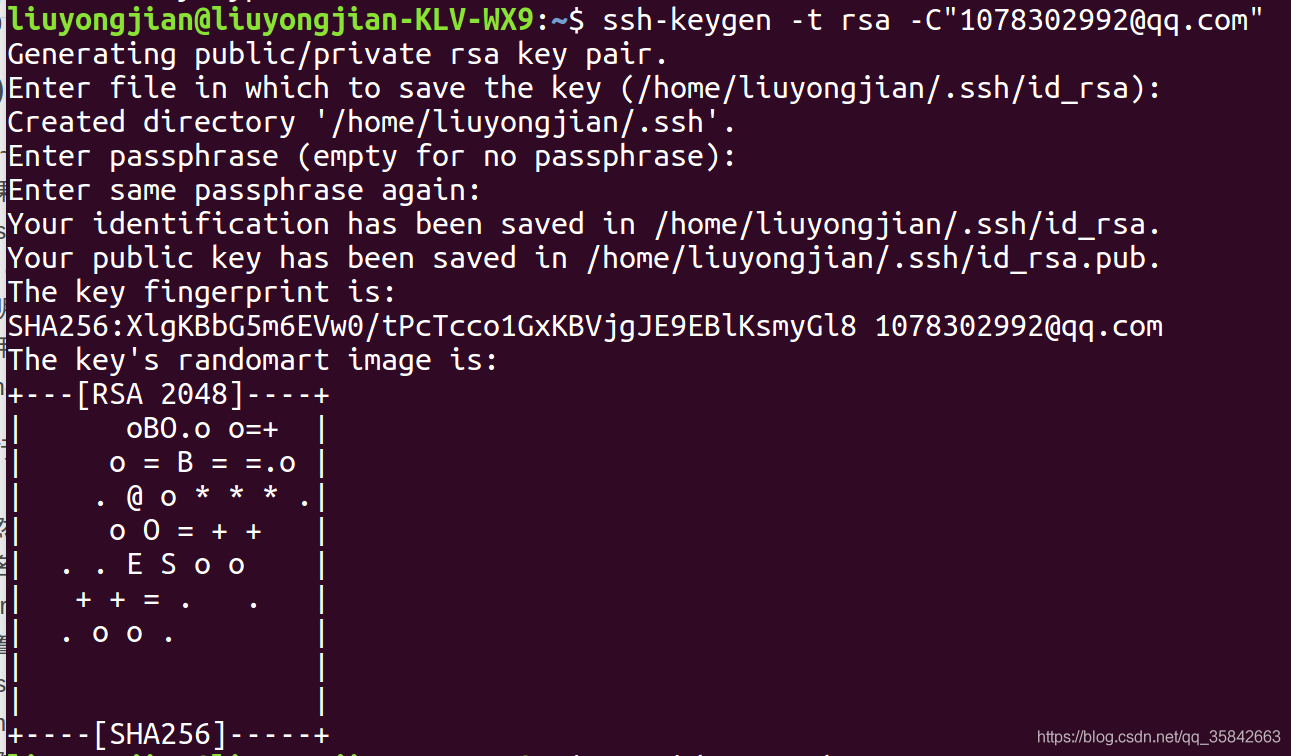 liuyongjian@liuyongjian-KLV-WX9:~$ ssh-keygen -t rsa -C"1078302992@qq.com"
Generating public/private rsa key pair.
Enter file in which to save the key (/home/liuyongjian/.ssh/id_rsa):
Created directory '/home/liuyongjian/.ssh'.
Enter passphrase (empty for no passphrase):
Enter same passphrase again:
Your identification has been saved in /home/liuyongjian/.ssh/id_rsa.
Your public key has been saved in /home/liuyongjian/.ssh/id_rsa.pub.
The key fingerprint is:
SHA256:XlgKBbG5m6EVw0/tPcTcco1GxKBVjgJE9EBlKsmyGl8 1078302992@qq.com
The key's randomart image is:
+---[RSA 2048]----+
|      oBO.o o=+  |
|     o = B = =.o |
|    . @ o * * * .|
|     o O = + +   |
|  . . E S o o    |
|   + + = .   .   |
|  . o o .        |
|                 |
|                 |
+----[SHA256]-----+
https://blog.csdn.net/qq_35842663